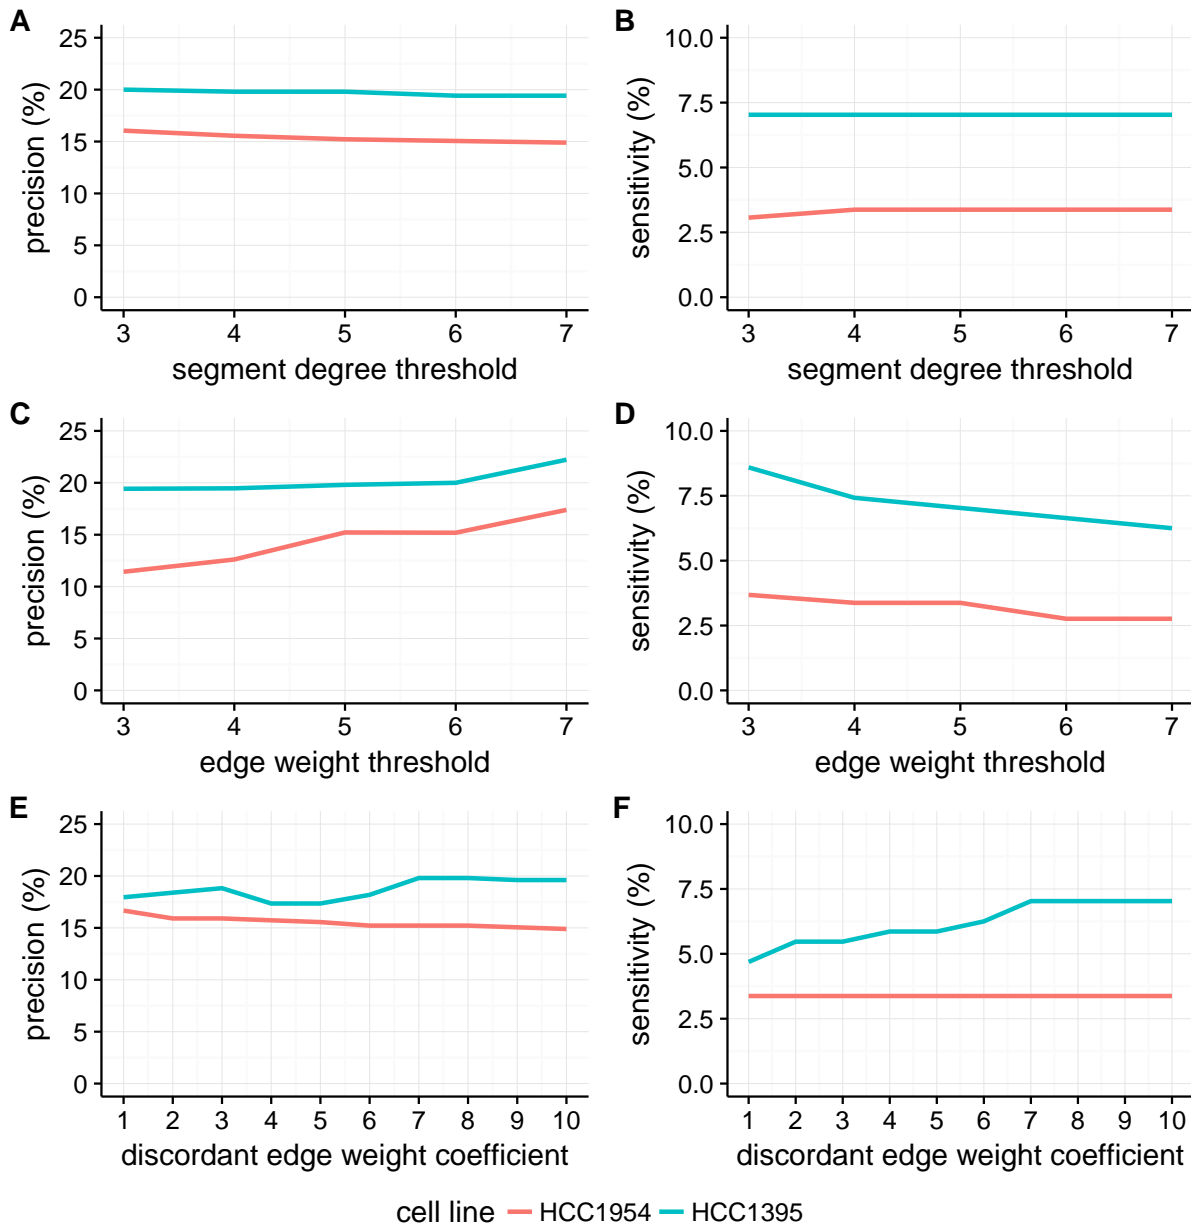 A
precision (%)
25
20
15
10
5
0
3 4 5 6 7
segment degree threshold
B
sensitivity (%)
10.0
7.5
5.0
2.5
0.0
3 4 5 6 7
segment degree threshold
C
precision (%)
25
20
15
10
5
0
3 4 5 6 7
edge weight threshold
D
sensitivity (%)
10.0
7.5
5.0
2.5
0.0
3 4 5 6 7
edge weight threshold
E
precision (%)
25
20
15
10
5
0
1 2 3 4 5 6 7 8 9 10
discordant edge weight coefficient
F
sensitivity (%)
10.0
7.5
5.0
2.5
0.0
1 2 3 4 5 6 7 8 9 10
discordant edge weight coefficient
cell line HCC1954 HCC1395